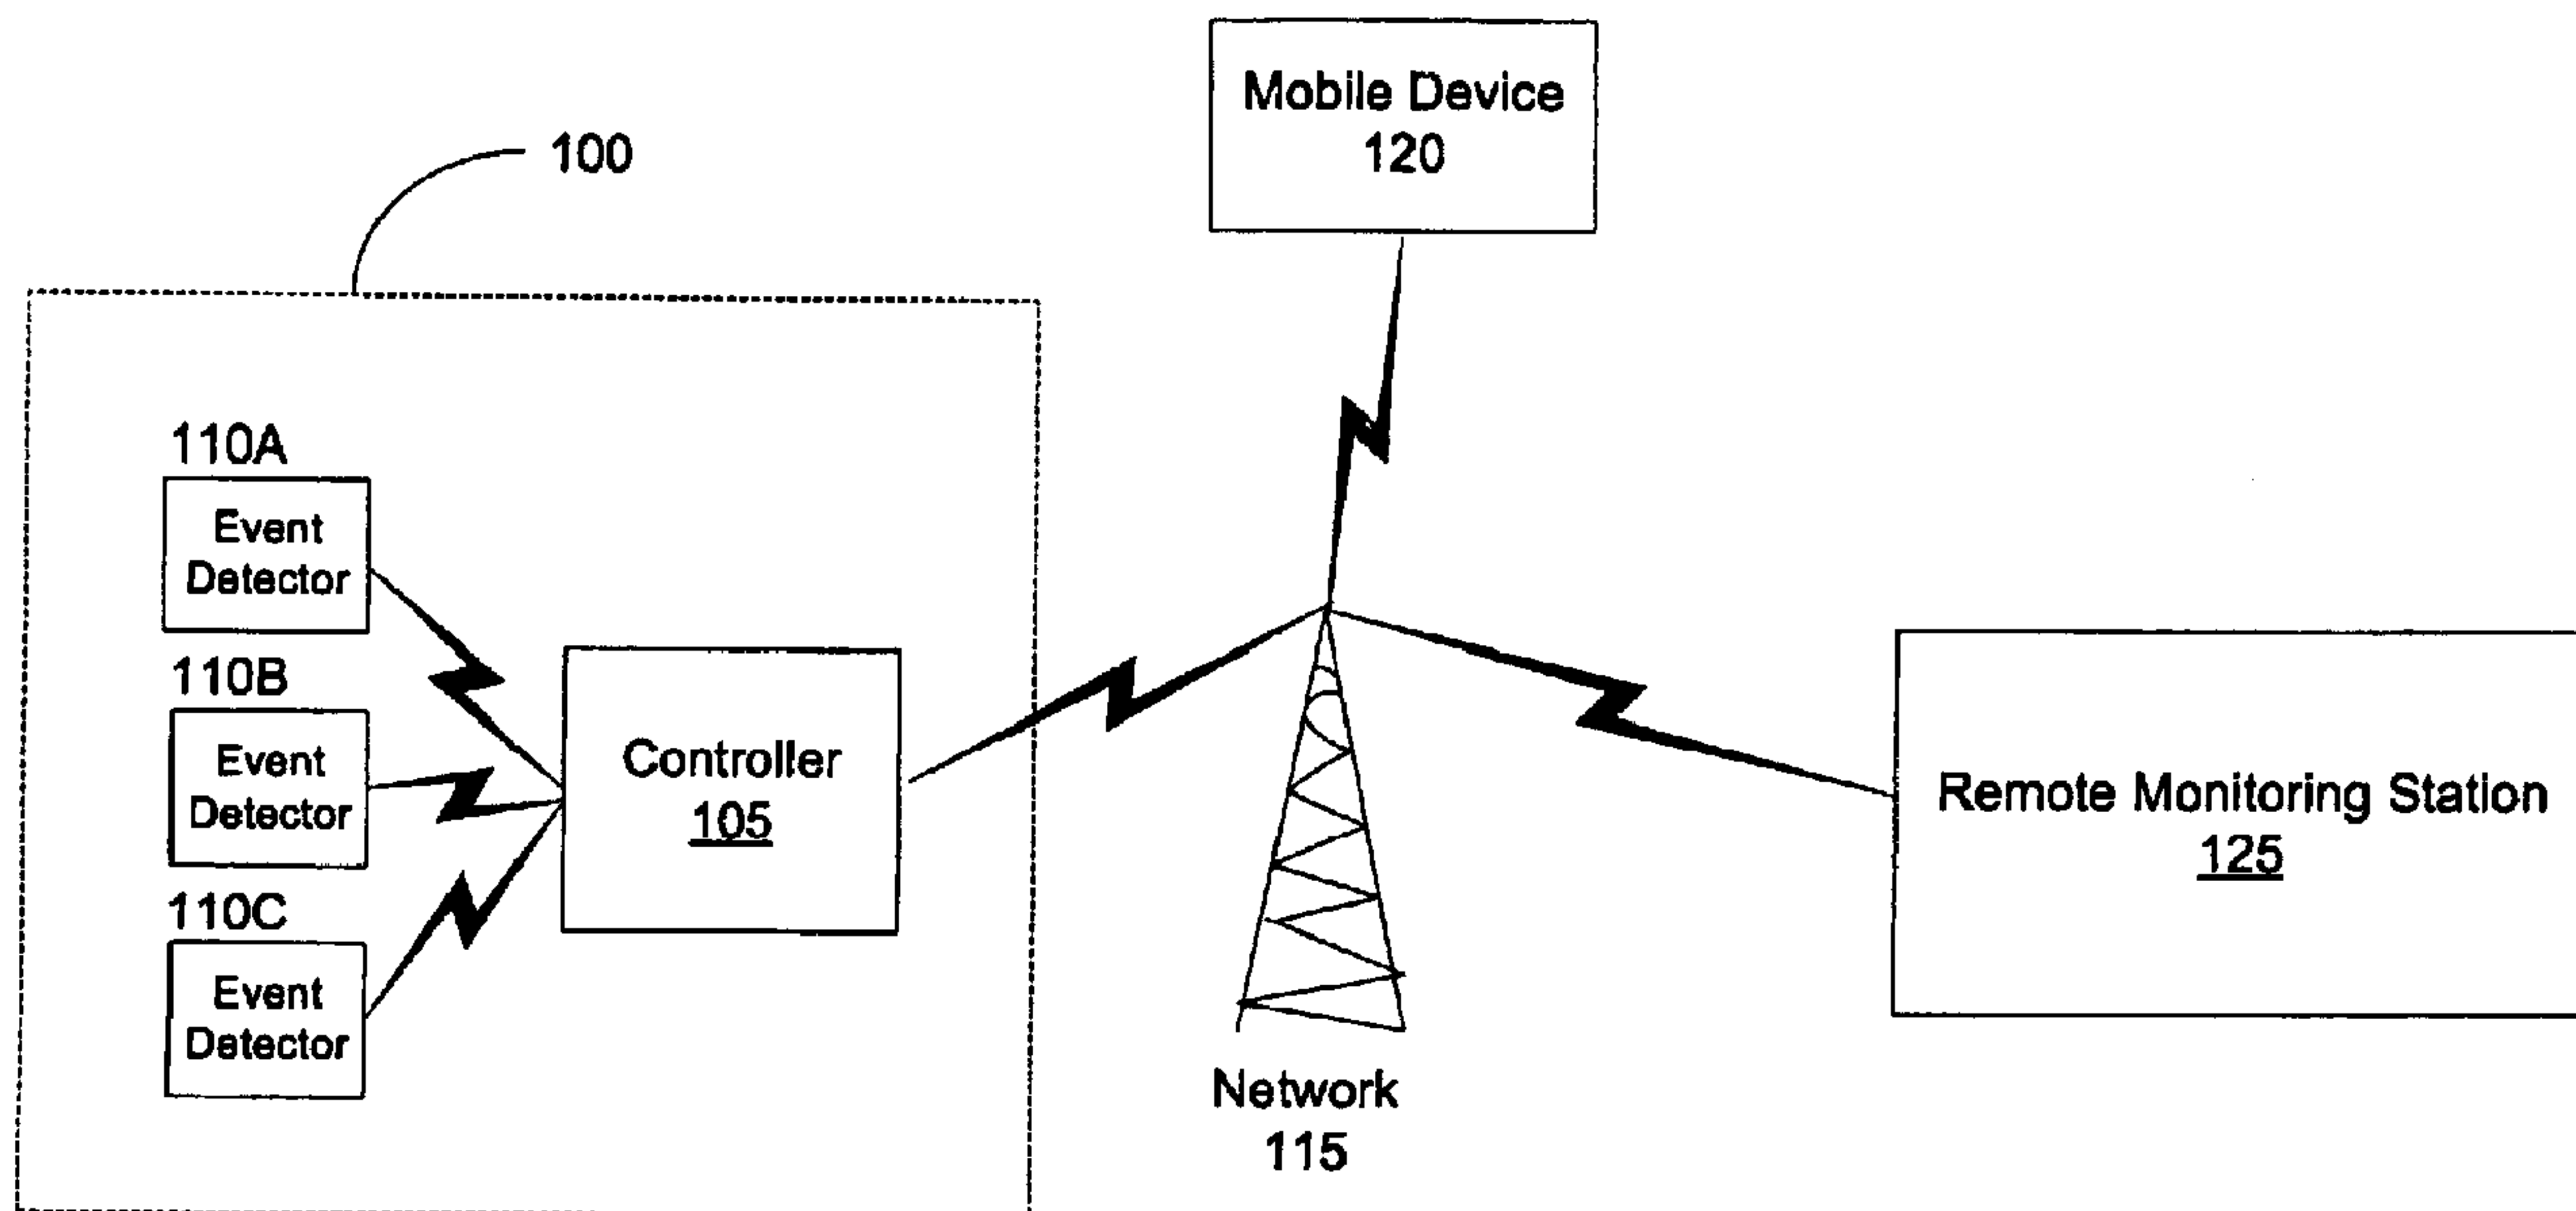 Mobile Device
120
100
110A
Event
Detector
110B
Event
Detector
110C
Event
Detector
Controller
105
Remote Monitoring Station
125
Network
115